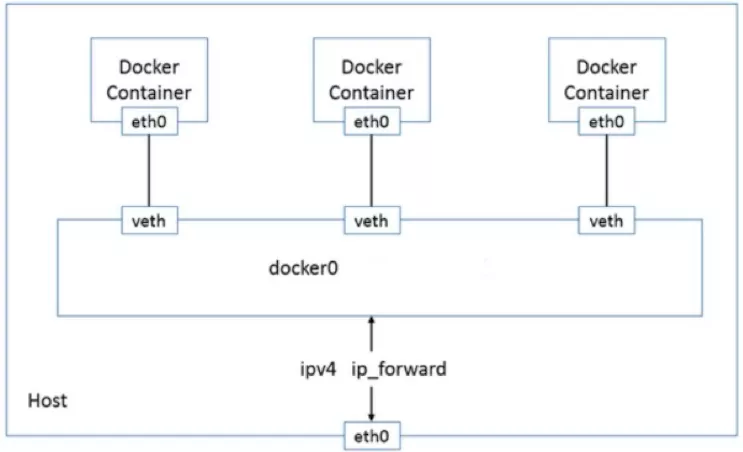 Docker
Container
eth0
Docker
Container
eth0
Docker
Container
eth0
veth
veth
veth
docker0
ipv4 ip_forward
Host
eth0